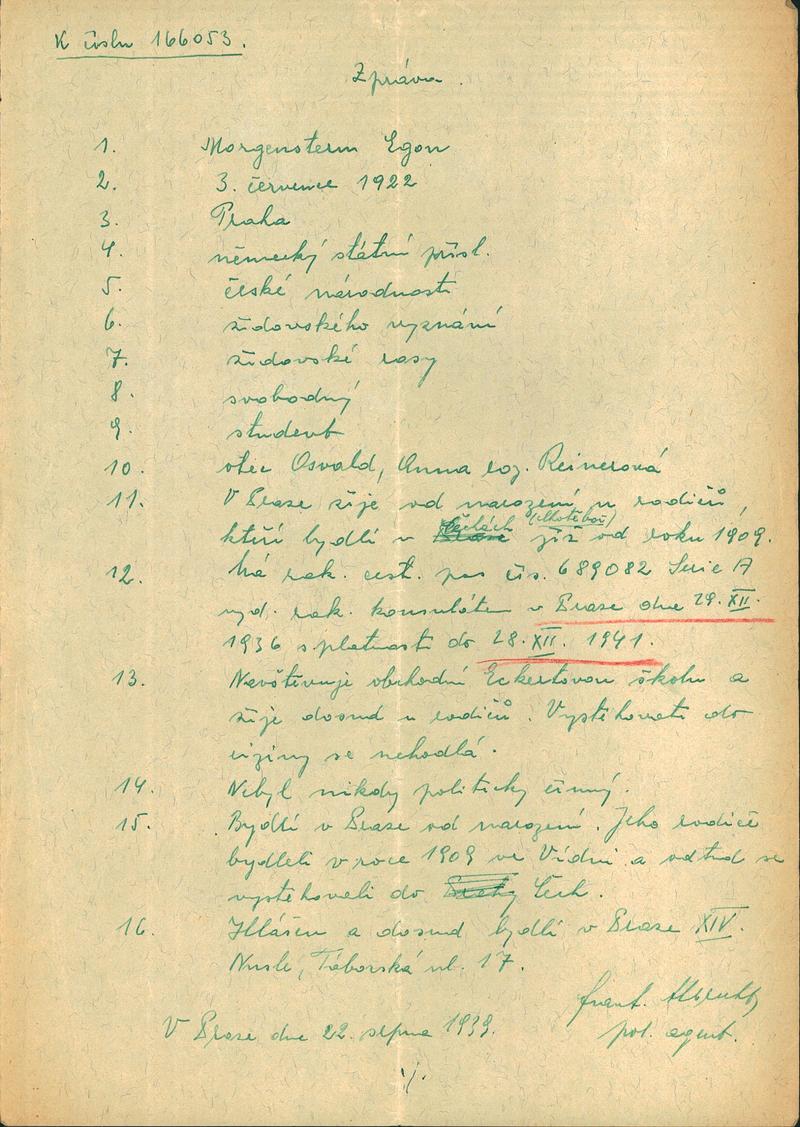 K číslu 166053.
Zpráva.
1. Morgenstern Egon
2. 3. července 1922
3. Praha
4. německý státní přísl.
5. české národnosti
6. židovského vyznání
7. židovské rasy
8. svobodný
9. student
10. otec Osvald, Anna roz. Reinerová
11. V Praze žije od narození u rodičů,
Čechách (Chotěboř)
kteří bydlí v již od roku 1909.
12. Má rak. cest. pas čís. 689082 Serie A
vyd. rak. konsulátem v Praze dne 29. XII.
1936 s platností do 28. XII. 1941.
13. Navštěvuje obchodní Eckertovou školu a
žije dosud u rodičů. Vystěhovati do
ciziny se nehodlá.
14. Nebyl nikdy politicky činný.
15. Bydlí v Praze od narození. Jeho rodiče
bydleli v roce 1909 ve Vídni a odtud se
vystěhovali do Čech.
16. Hlášen a dosud bydlí v Praze XIV.
Nusle, Táborská ul. 17.
frant.
V Praze dne 22. srpna 1939. pol. agent.